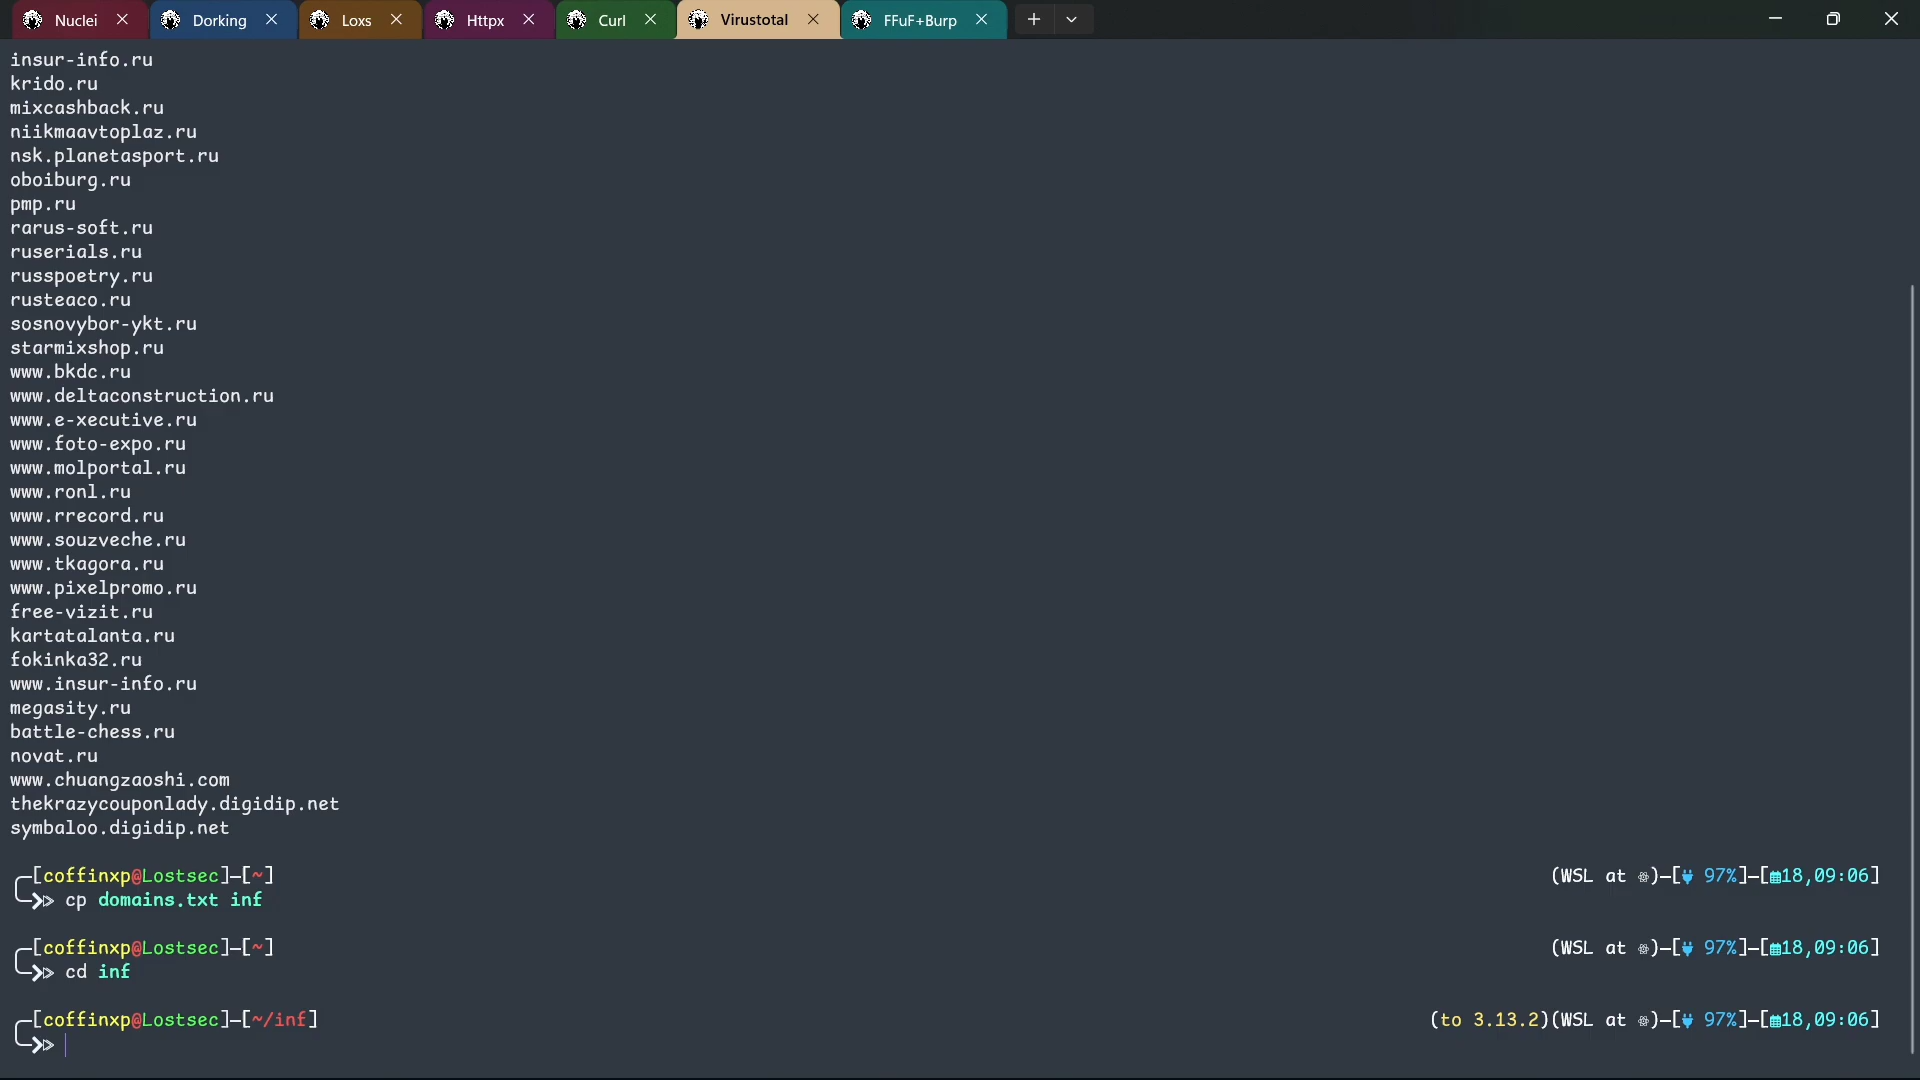 Nuclei Dorking Loxs Httpx Curl Virustotal FFuF+Burp
insur-info.ru
krido.ru
mixcashback.ru
niikmaavtoplaz.ru
nsk.planetasport.ru
oboiburg.ru
pmp.ru
rarus-soft.ru
ruserials.ru
russpoetry.ru
rusteaco.ru
sosnovybor-ykt.ru
starmixshop.ru
www.bkdc.ru
www.deltaconstruction.ru
www.e-xecutive.ru
www.foto-expo.ru
www.molportal.ru
www.ronl.ru
www.rrecord.ru
www.souzveche.ru
www.tkagora.ru
www.pixelpromo.ru
free-vizit.ru
kartatalanta.ru
fokinka32.ru
www.insur-info.ru
megasity.ru
battle-chess.ru
novat.ru
www.chuangzaoshi.com
thekrazycouponlady.digidip.net
symbaloo.digidip.net
[coffinxp@Lostsec]-[~] (WSL at )-[ 97%]-[18,09:06]
cp domains.txt inf
[coffinxp@Lostsec]-[~] (WSL at )-[ 97%]-[18,09:06]
cd inf
[coffinxp@Lostsec]-[~/inf] (to 3.13.2)(WSL at )-[ 97%]-[18,09:06]